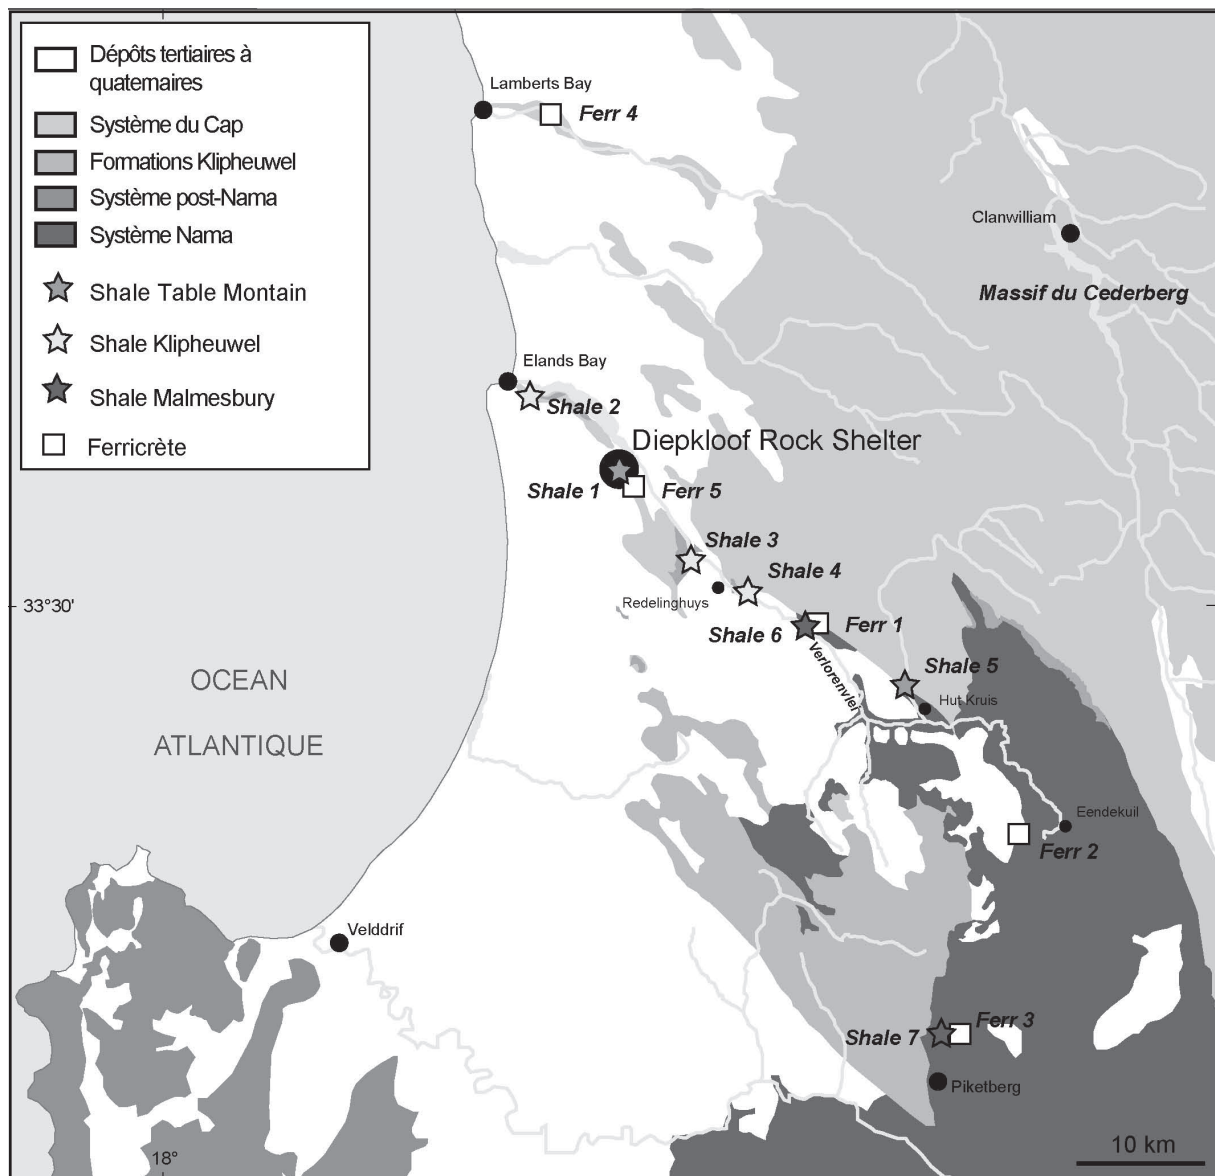 Dépôts tertiaires à
quaternaires
Système du Cap
Formations Klipheuwel
Système post-Nama
Système Nama
Shale Table Montain
Shale Klipheuwel
Shale Malmesbury
Ferricrète
Lamberts Bay
Ferr 4
Clanwilliam
Massif du Cederberg
Elands Bay
Shale 2
Diepkloof Rock Shelter
Shale 1
Ferr 5
Shale 3
Shale 4
Redelinghuys
33°30'
Shale 6
Ferr 1
Verlorenvlei
Shale 5
Hut Kruis
OCEAN
ATLANTIQUE
Eendekuil
Ferr 2
Velddrif
Shale 7
Ferr 3
Piketberg
18°
10 km